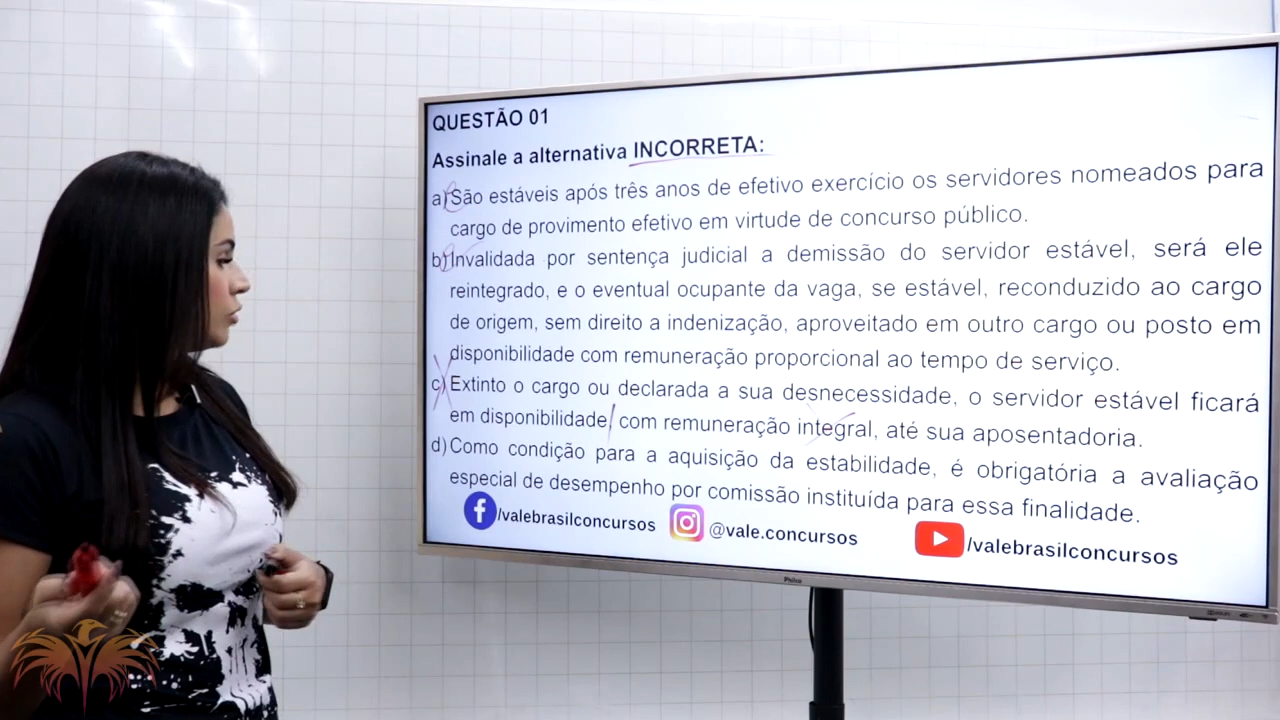 QUESTÃO 01
Assinale a alternativa INCORRETA:
a) São estáveis após três anos de efetivo exercício os servidores nomeados para
cargo de provimento efetivo em virtude de concurso público.
b) Invalidada por sentença judicial a demissão do servidor estável, será ele
reintegrado, e o eventual ocupante da vaga, se estável, reconduzido ao cargo
de origem, sem direito a indenização, aproveitado em outro cargo ou posto em
disponibilidade com remuneração proporcional ao tempo de serviço.
c) Extinto o cargo ou declarada a sua desnecessidade, o servidor estável ficará
em disponibilidade, com remuneração integral, até sua aposentadoria.
d) Como condição para a aquisição da estabilidade, é obrigatória a avaliação
especial de desempenho por comissão instituída para essa finalidade.
/valebrasilconcursos @vale.concursos /valebrasilconcursos
Philco